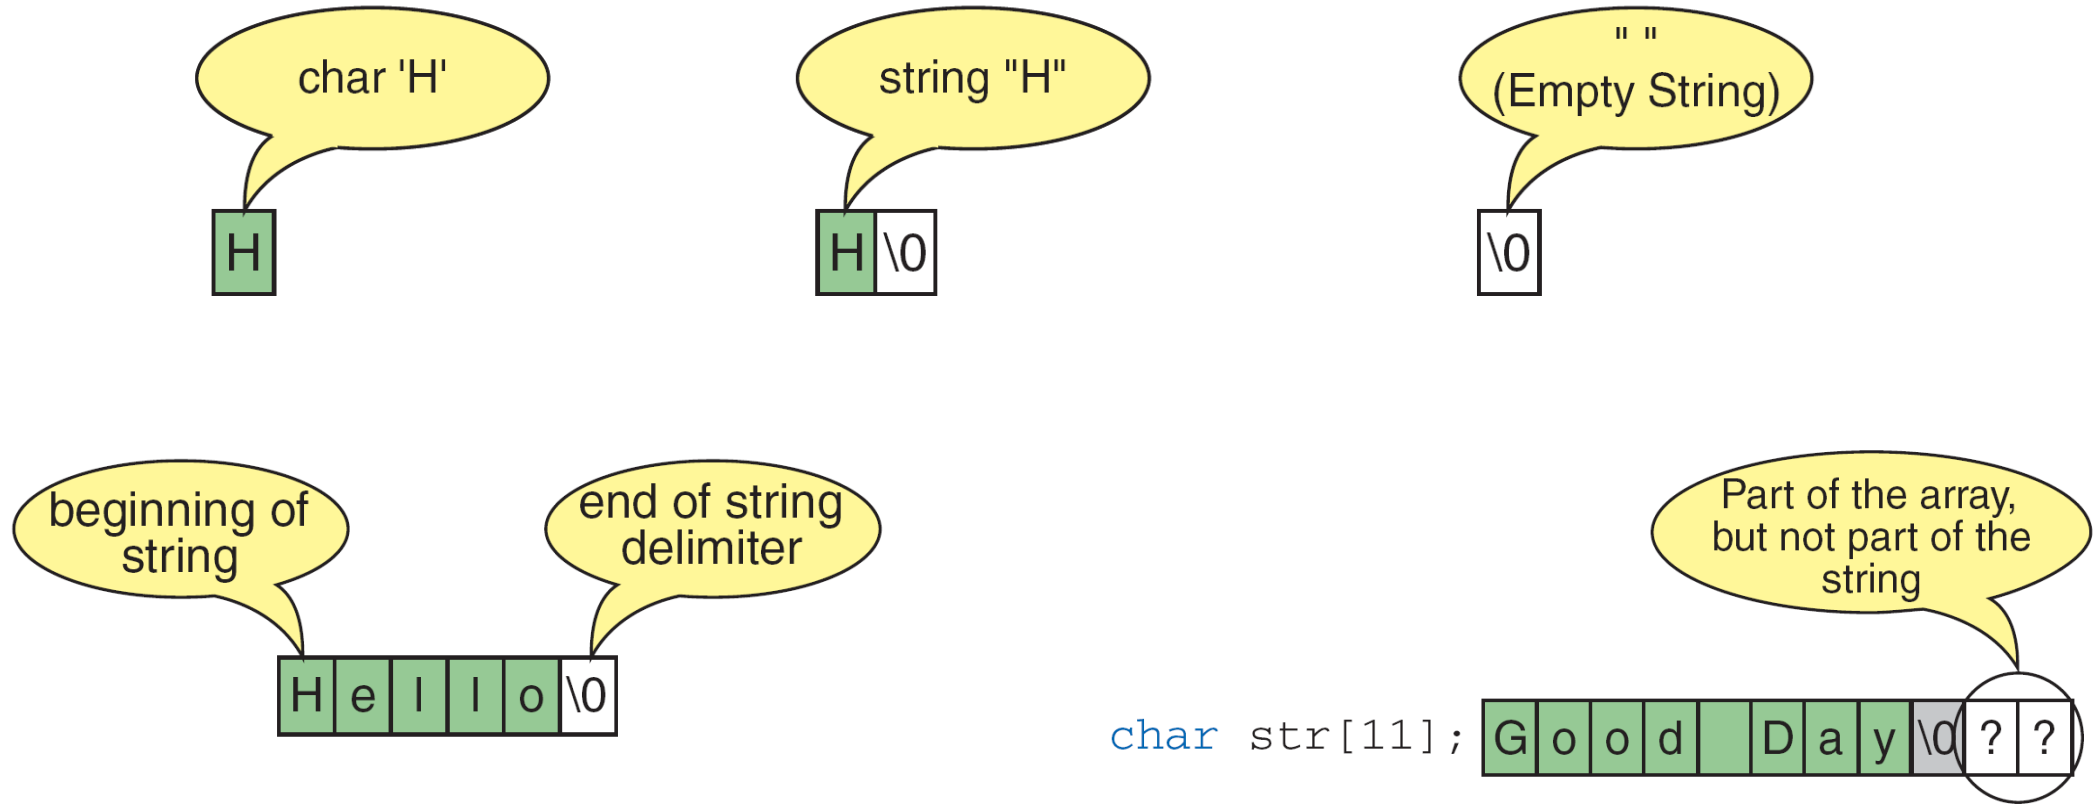 char 'H'
string "H"
" "
(Empty String)
H
H \0
\0
beginning of
string
end of string
delimiter
Part of the array,
but not part of the
string
H e l l o \0
char str[11]; G o o d   D a y \0 ? ?